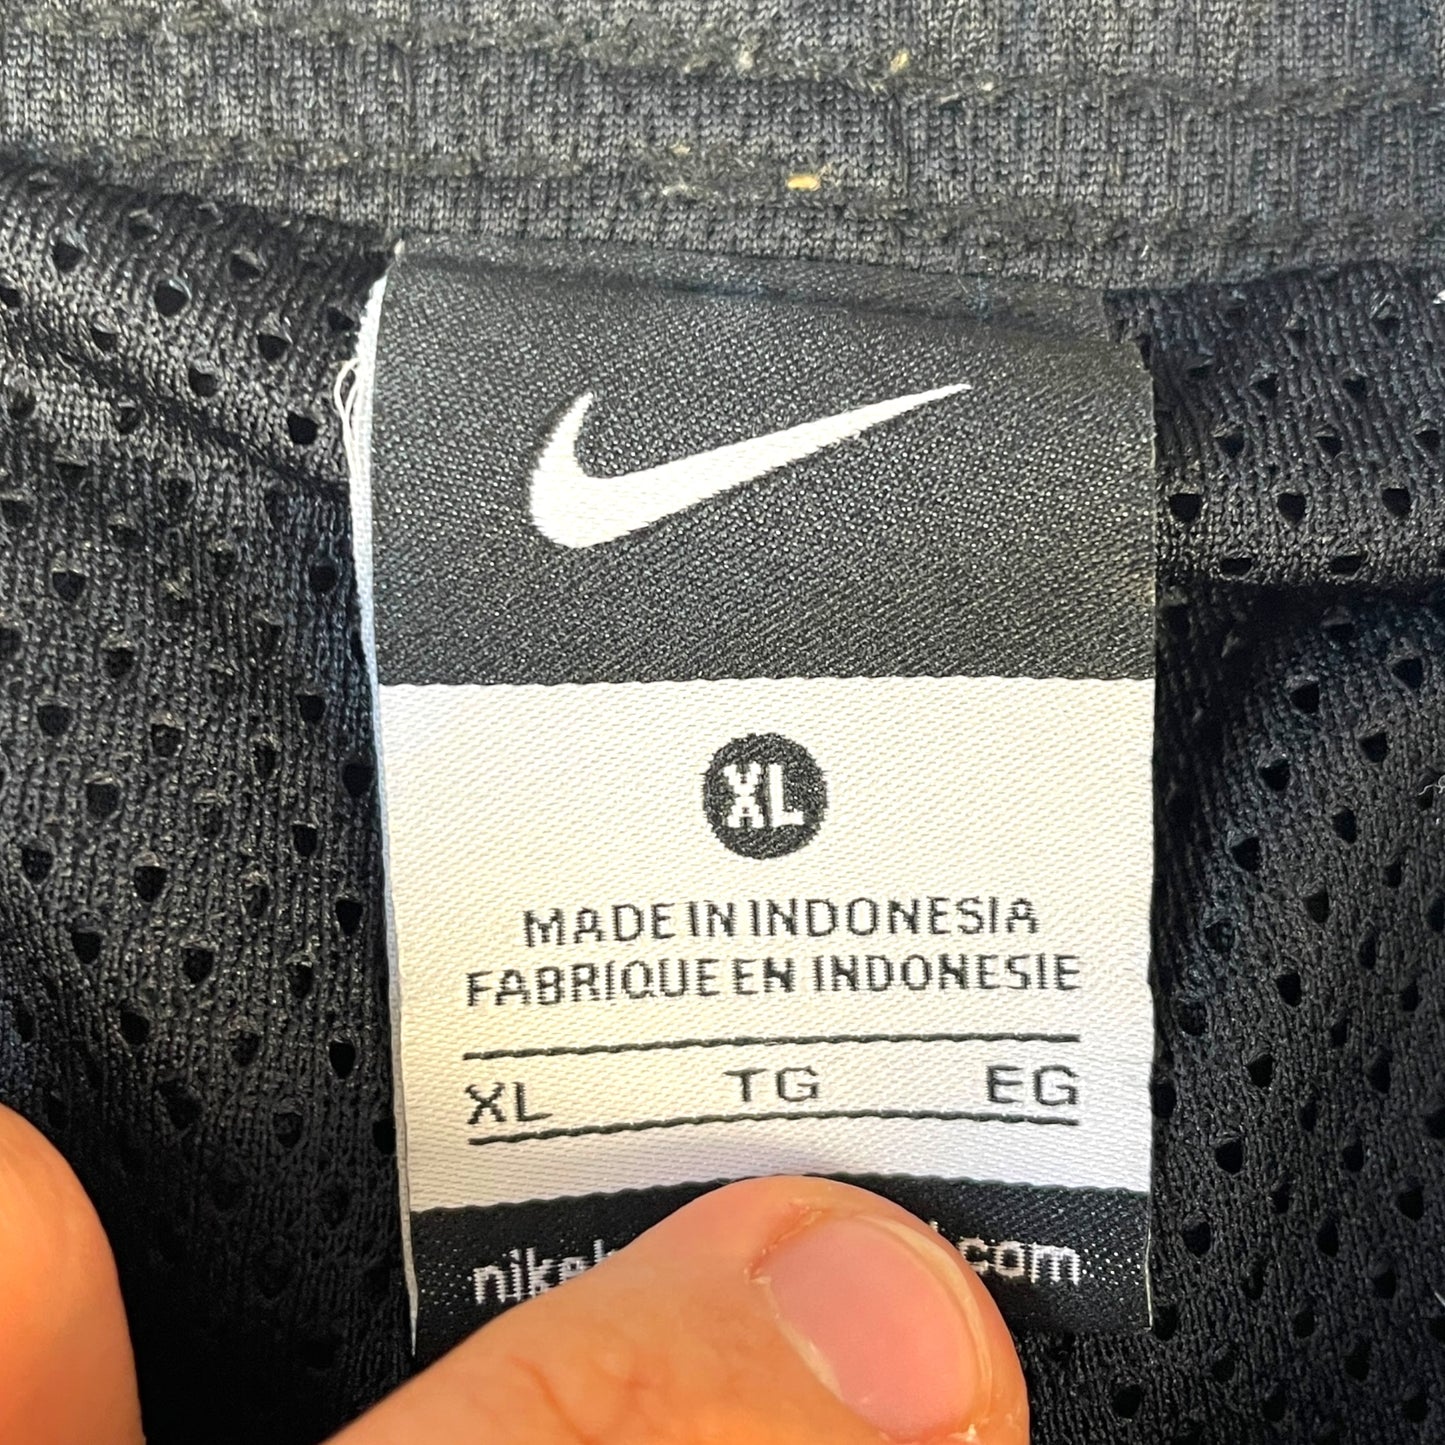 XL
MADE IN INDONESIA
FABRIQUE EN INDONESIE
XL TG EG